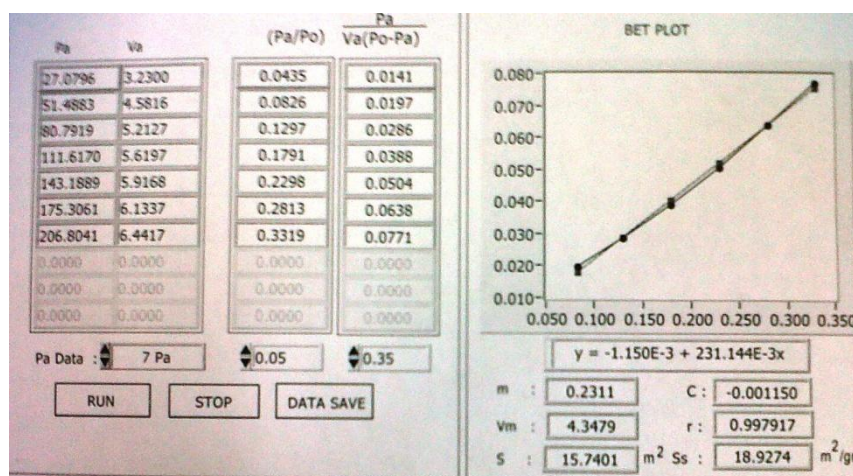 Pa Va (Pa/Po) Pa
Va(Po-Pa)
27.0796 3.2300 0.0435 0.0141
51.4883 4.5816 0.0826 0.0197
80.7919 5.2127 0.1297 0.0286
111.6170 5.6197 0.1791 0.0388
143.1889 5.9168 0.2298 0.0504
175.3061 6.1337 0.2813 0.0638
206.8041 6.4417 0.3319 0.0771
0.0000 0.0000 0.0000 0.0000
0.0000 0.0000 0.0000 0.0000
0.0000 0.0000 0.0000 0.0000
Pa Data : 7 Pa 0.05 0.35
RUN STOP DATA SAVE
BET PLOT
0.080
0.070
0.060
0.050
0.040
0.030
0.020
0.010
0.050 0.100 0.150 0.200 0.250 0.300 0.350
y = -1.150E-3 + 231.144E-3x
m : 0.2311 C : -0.001150
Vm : 4.3479 r : 0.997917
S : 15.7401 m² Ss : 18.9274 m²/g